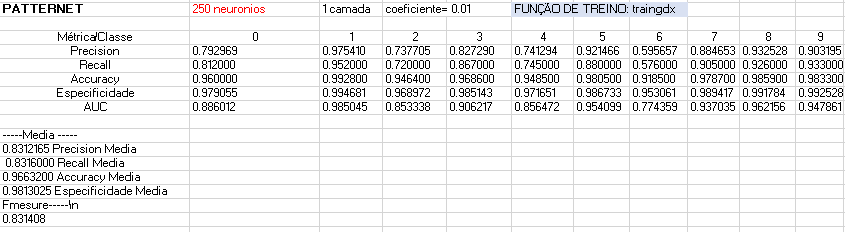 PATTERNET 250 neuronios 1 camada coeficiente= 0.01 FUNÇÃO DE TREINO: traingdx
Métrica/Classe 0 1 2 3 4 5 6 7 8 9
Precision 0.792969 0.975410 0.737705 0.827290 0.741294 0.921466 0.595657 0.884653 0.932528 0.903195
Recall 0.812000 0.952000 0.720000 0.867000 0.745000 0.880000 0.576000 0.905000 0.926000 0.933000
Accuracy 0.960000 0.992800 0.946400 0.968600 0.948500 0.980500 0.918500 0.978700 0.985900 0.983300
Especificidade 0.979055 0.994681 0.968972 0.985143 0.971651 0.986733 0.953061 0.989417 0.991784 0.992528
AUC 0.886012 0.985045 0.853338 0.906217 0.856472 0.954099 0.774359 0.937035 0.962156 0.947861
-----Media -----
0.8312165 Precision Media
0.8316000 Recall Media
0.9663200 Accuracy Media
0.9813025 Especificidade Media
Fmesure-----\n
0.831408